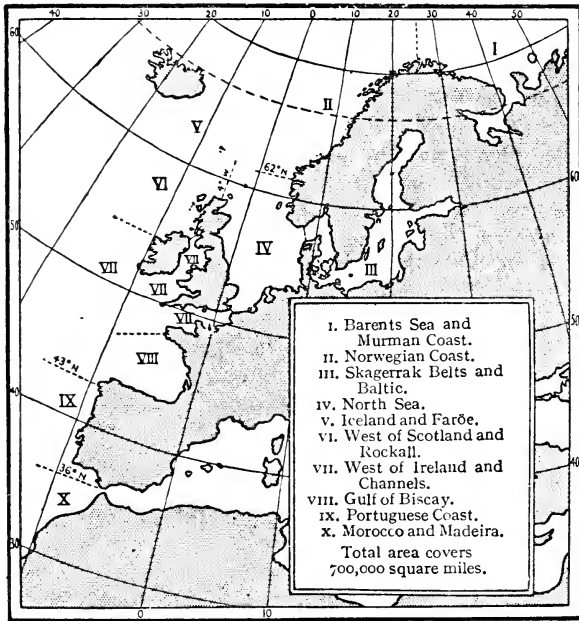 40 30 20 10 0 10 20 30 40 50
60
I
II
V
62° N
VI
60
50
IV
VII
VII
III
VII
VII
50
VIII
43° N
40
IX
36° N
40
X
30
0 10
I. Barents Sea and
Murman Coast.
II. Norwegian Coast.
III. Skagerrak Belts and
Baltic.
IV. North Sea.
V. Iceland and Faröe.
VI. West of Scotland and
Rockall.
VII. West of Ireland and
Channels.
VIII. Gulf of Biscay.
IX. Portuguese Coast.
X. Morocco and Madeira.
Total area covers
700,000 square miles.